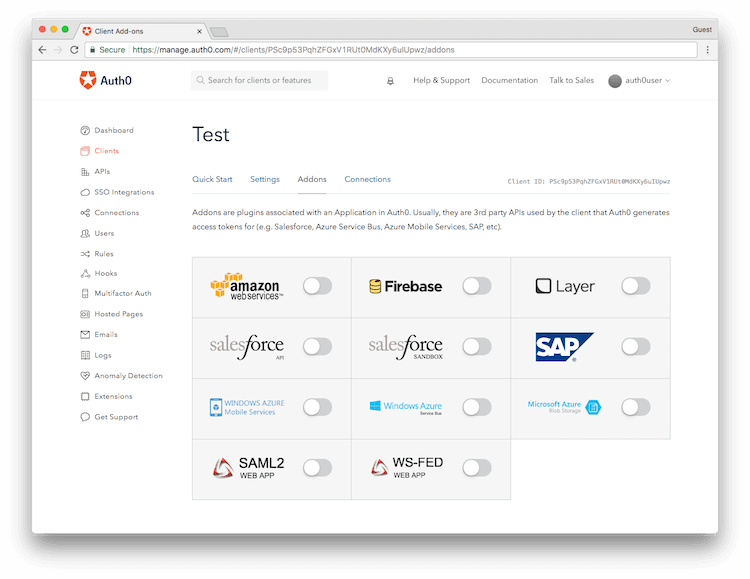 Client Add-ons
Guest
Secure
https://manage.auth0.com/#/clients/PSc9p53PqhZFGxV1RUt0MdKXy6uIUpwz/addons
Auth0
Search for clients or features
Help & Support
Documentation
Talk to Sales
auth0user
Dashboard
Clients
APIs
SSO Integrations
Connections
Users
Rules
Hooks
Multifactor Auth
Hosted Pages
Emails
Logs
Anomaly Detection
Extensions
Get Support
Test
Quick Start
Settings
Addons
Connections
Client ID: PSc9p53PqhZFGxV1RUt0MdKXy6uIUpwz
Addons are plugins associated with an Application in Auth0. Usually, they are 3rd party APIs used by the client that Auth0 generates
access tokens for (e.g. Salesforce, Azure Service Bus, Azure Mobile Services, SAP, etc).
amazon
webservices™
Firebase
Layer
salesforce
API
salesforce
SANDBOX
SAP
WINDOWS AZURE
Mobile Services
Windows Azure
Service Bus
Microsoft Azure
Blob Storage
SAML2
WEB APP
WS-FED
WEB APP